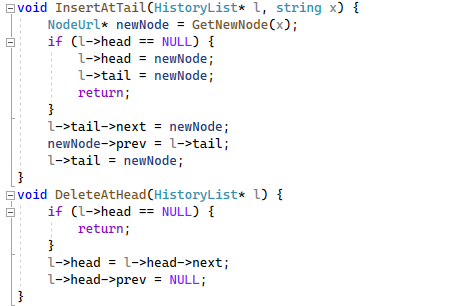 void InsertAtTail(HistoryList* l, string x) {
    NodeUrl* newNode = GetNewNode(x);
    if (l->head == NULL) {
        l->head = newNode;
        l->tail = newNode;
        return;
    }
    l->tail->next = newNode;
    newNode->prev = l->tail;
    l->tail = newNode;
}
void DeleteAtHead(HistoryList* l) {
    if (l->head == NULL) {
        return;
    }
    l->head = l->head->next;
    l->head->prev = NULL;
}